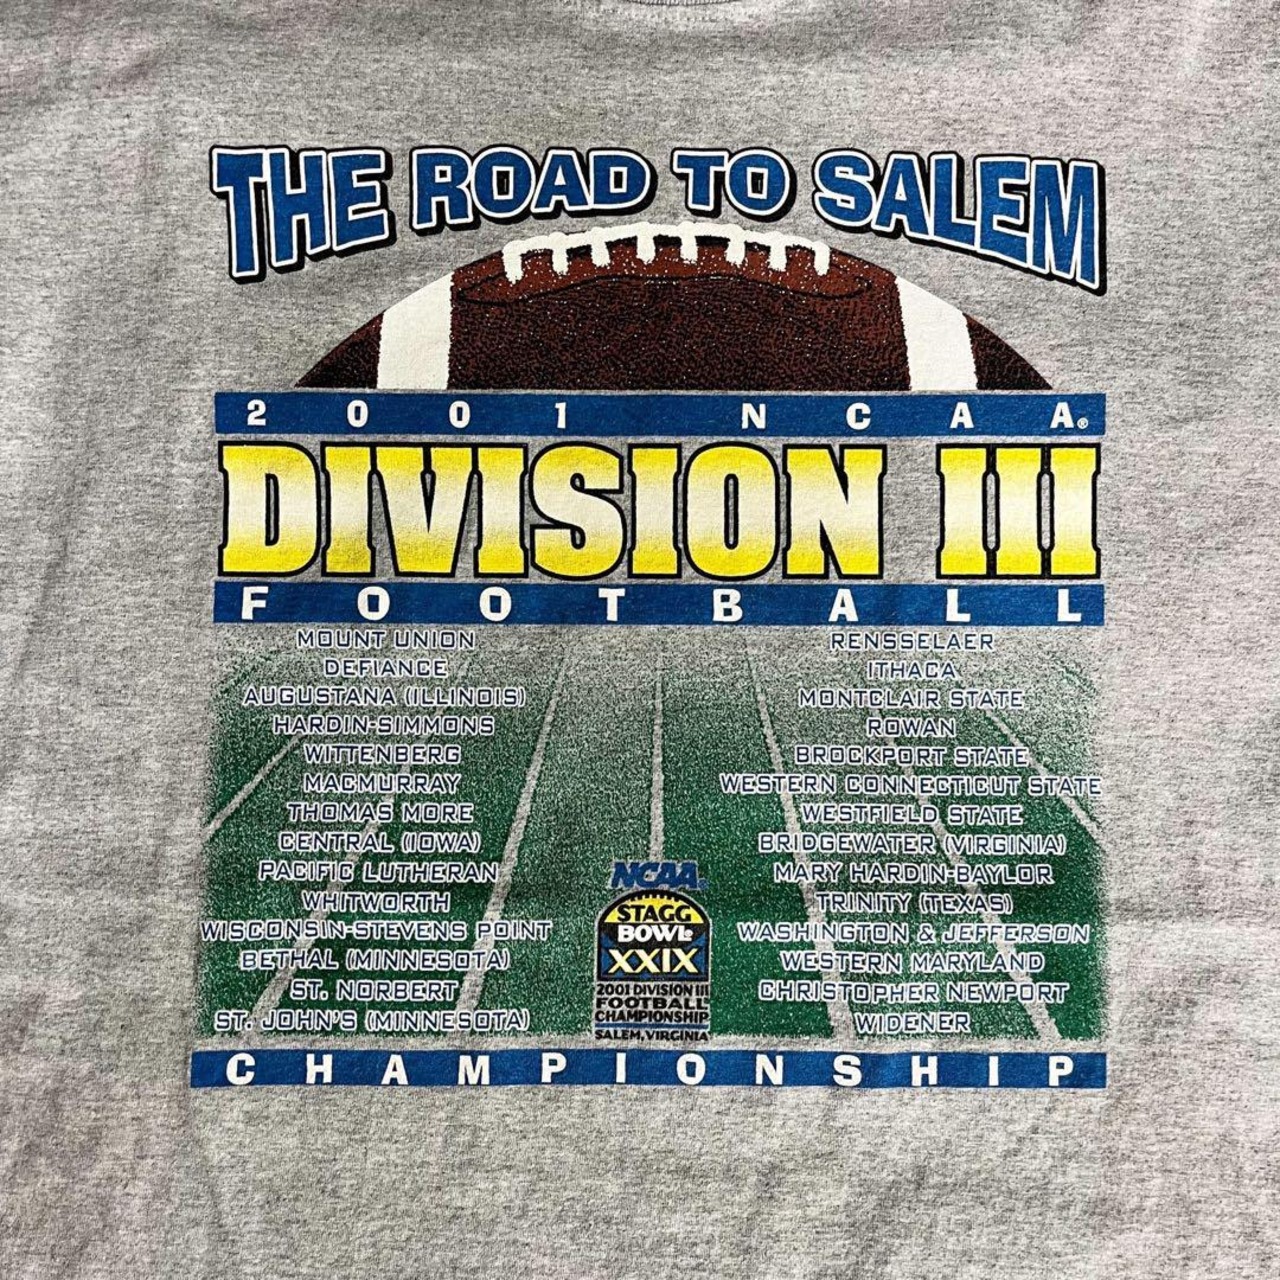 THE ROAD TO SALEM
2001 NCAA®
DIVISION III
FOOTBALL
MOUNT UNION
DEFIANCE
AUGUSTANA (ILLINOIS)
HARDIN-SIMMONS
WITTENBERG
MACMURRAY
THOMAS MORE
CENTRAL (IOWA)
PACIFIC LUTHERAN
WHITWORTH
WISCONSIN-STEVENS POINT
BETHAL (MINNESOTA)
ST. NORBERT
ST. JOHN'S (MINNESOTA)
RENSSELAER
ITHACA
MONTCLAIR STATE
ROWAN
BROCKPORT STATE
WESTERN CONNECTICUT STATE
WESTFIELD STATE
BRIDGEWATER (VIRGINIA)
MARY HARDIN-BAYLOR
TRINITY (TEXAS)
WASHINGTON & JEFFERSON
WESTERN MARYLAND
CHRISTOPHER NEWPORT
WIDENER
NCAA
STAGG
BOWL
XXIX
2001 DIVISION III
FOOTBALL
CHAMPIONSHIP
SALEM, VIRGINIA
CHAMPIONSHIP